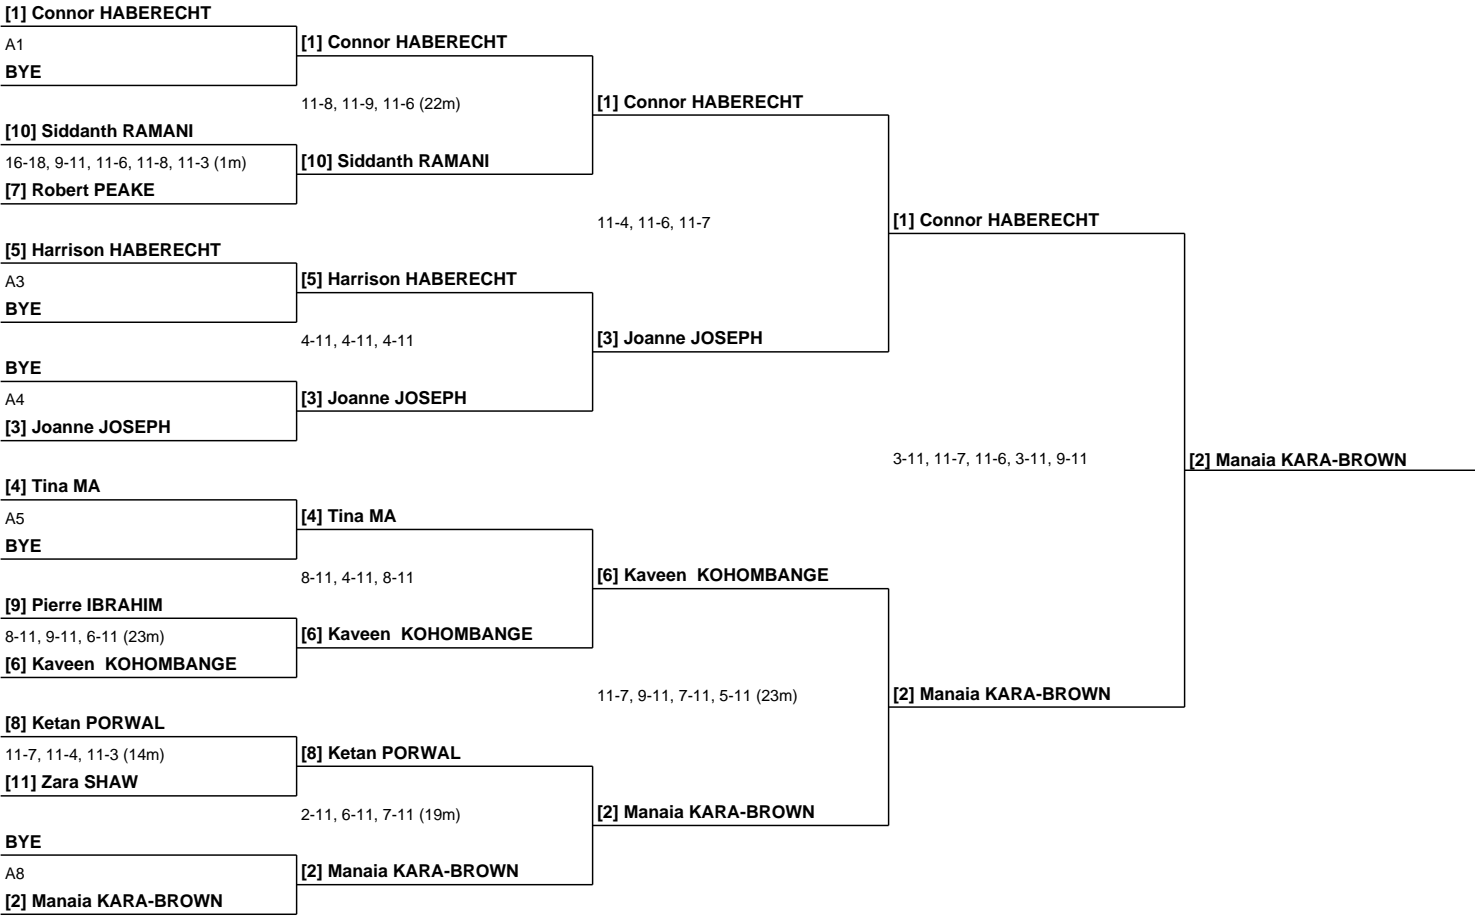 [1] Connor HABERECHT
A1
BYE
[10] Siddanth RAMANI
16-18, 9-11, 11-6, 11-8, 11-3 (1m)
[7] Robert PEAKE
[5] Harrison HABERECHT
A3
BYE
BYE
A4
[3] Joanne JOSEPH
[4] Tina MA
A5
BYE
[9] Pierre IBRAHIM
8-11, 9-11, 6-11 (23m)
[6] Kaveen  KOHOMBANGE
[8] Ketan PORWAL
11-7, 11-4, 11-3 (14m)
[11] Zara SHAW
BYE
A8
[2] Manaia KARA-BROWN
[1] Connor HABERECHT
11-8, 11-9, 11-6 (22m)
[10] Siddanth RAMANI
[5] Harrison HABERECHT
4-11, 4-11, 4-11
[3] Joanne JOSEPH
[4] Tina MA
8-11, 4-11, 8-11
[6] Kaveen  KOHOMBANGE
[8] Ketan PORWAL
2-11, 6-11, 7-11 (19m)
[2] Manaia KARA-BROWN
[1] Connor HABERECHT
11-4, 11-6, 11-7
[3] Joanne JOSEPH
[6] Kaveen  KOHOMBANGE
11-7, 9-11, 7-11, 5-11 (23m)
[2] Manaia KARA-BROWN
[1] Connor HABERECHT
3-11, 11-7, 11-6, 3-11, 9-11
[2] Manaia KARA-BROWN
[2] Manaia KARA-BROWN